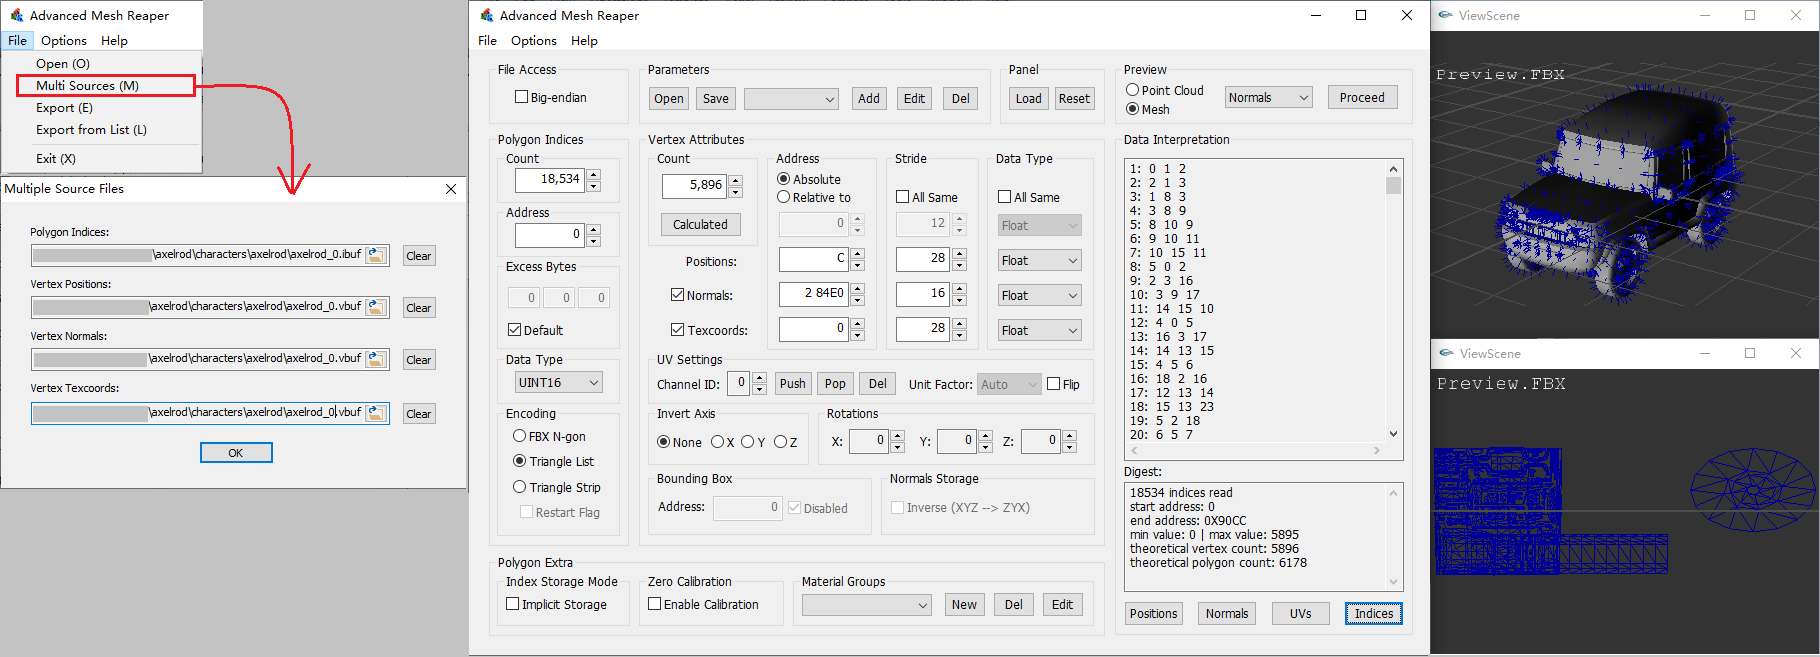 Advanced Mesh Reaper
File Options Help
Open (O)
Multi Sources (M)
Export (E)
Export from List (L)
Exit (X)
Multiple Source Files
Polygon Indices:
\axelrod\characters\axelrod\axelrod_0.ibuf Clear
Vertex Positions:
\axelrod\characters\axelrod\axelrod_0.vbuf Clear
Vertex Normals:
\axelrod\characters\axelrod\axelrod_0.vbuf Clear
Vertex Texcoords:
\axelrod\characters\axelrod\axelrod_0.vbuf Clear
OK
Advanced Mesh Reaper
File Options Help
File Access
Big-endian
Parameters
Open Save Add Edit Del
Panel
Load Reset
Preview
Point Cloud
Mesh
Normals
Proceed
Polygon Indices
Count
18,534
Address
0
Excess Bytes
0 0 0
Default
Data Type
UINT16
Encoding
FBX N-gon
Triangle List
Triangle Strip
Restart Flag
Vertex Attributes
Count
5,896
Calculated
Address
Absolute
Relative to
0
Stride
All Same
12
Data Type
All Same
Float
Positions: C 28 Float
Normals: 2 84E0 16 Float
Texcoords: 0 28 Float
UV Settings
Channel ID: 0 Push Pop Del Unit Factor: Auto Flip
Invert Axis
None X Y Z
Rotations
X: 0 Y: 0 Z: 0
Bounding Box
Address: 0 Disabled
Normals Storage
Inverse (XYZ --> ZYX)
Polygon Extra
Index Storage Mode
Implicit Storage
Zero Calibration
Enable Calibration
Material Groups
New Del Edit
Data Interpretation
1: 0 1 2
2: 2 1 3
3: 1 8 3
4: 3 8 9
5: 8 10 9
6: 9 10 11
7: 10 15 11
8: 5 0 2
9: 2 3 16
10: 3 9 17
11: 14 15 10
12: 4 0 5
13: 16 3 17
14: 14 13 15
15: 4 5 6
16: 18 2 16
17: 12 13 14
18: 15 13 23
19: 5 2 18
20: 6 5 7
Digest:
18534 indices read
start address: 0
end address: 0X90CC
min value: 0 | max value: 5895
theoretical vertex count: 5896
theoretical polygon count: 6178
Positions Normals UVs Indices
ViewScene
Preview.FBX
ViewScene
Preview.FBX